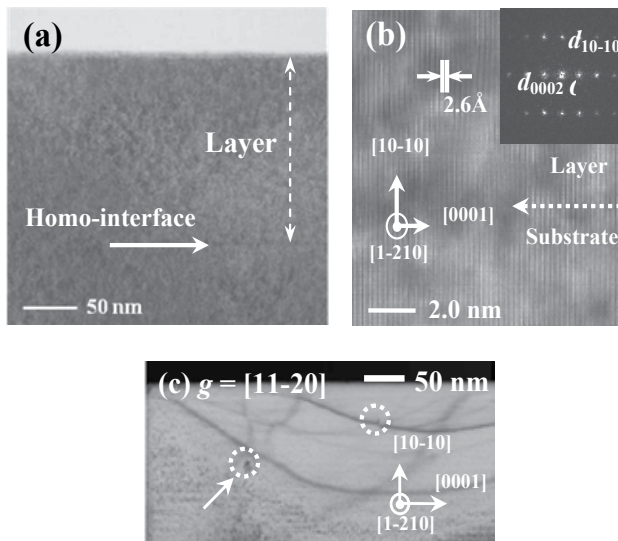 (a)
Layer
Homo-interface
50 nm
(b)
d10-10
d0002
2.6Å
[10-10]
[0001]
[1-210]
Layer
Substrate
2.0 nm
(c) g = [11-20]
50 nm
[10-10]
[0001]
[1-210]